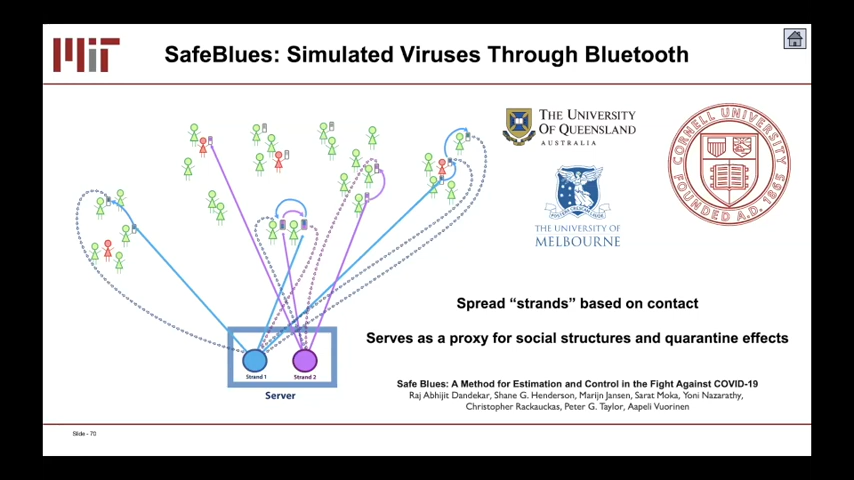 MIT
SafeBlues: Simulated Viruses Through Bluetooth
THE UNIVERSITY
OF QUEENSLAND
AUSTRALIA
CORNELL UNIVERSITY
FOUNDED A.D. 1865
THE UNIVERSITY OF
MELBOURNE
Spread “strands” based on contact
Serves as a proxy for social structures and quarantine effects
Strand 1
Strand 2
Server
Safe Blues: A Method for Estimation and Control in the Fight Against COVID-19
Raj Abhijit Dandekar, Shane G. Henderson, Marijn Jansen, Sarat Moka, Yoni Nazarathy,
Christopher Rackauckas, Peter G. Taylor, Aapeli Vuorinen
Slide - 70